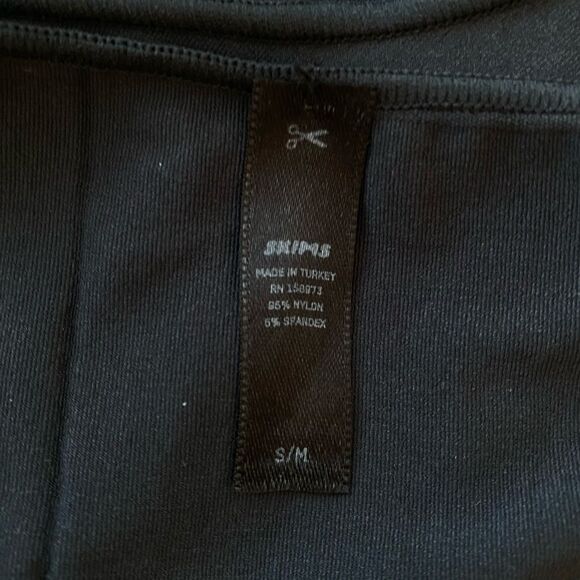 SKIMS
MADE IN TURKEY
RN 158973
95% NYLON
5% SPANDEX
S/M